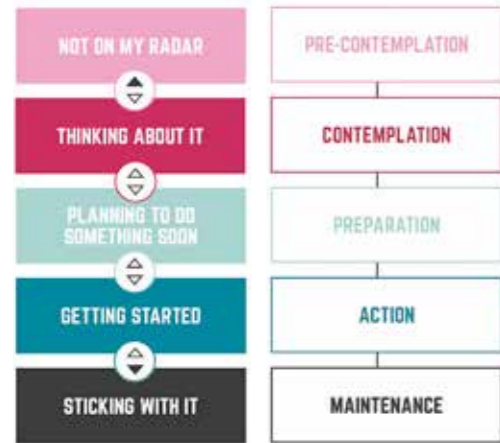 NOT ON MY RADAR
PRE-CONTEMPLATION
THINKING ABOUT IT
CONTEMPLATION
PLANNING TO DO
SOMETHING SOON
PREPARATION
GETTING STARTED
ACTION
STICKING WITH IT
MAINTENANCE